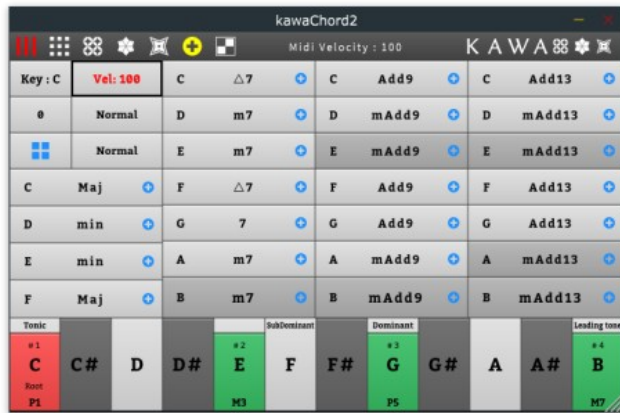 kawaChord2
Midi Velocity : 100
KAWA
Key : C
Vel: 100
C △7
C Add9
C Add13
0
Normal
D m7
D mAdd9
D mAdd13
Normal
E m7
E mAdd9
E mAdd13
C Maj
F △7
F Add9
F Add13
D min
G 7
G Add9
G Add13
E min
A m7
A mAdd9
A mAdd13
F Maj
B m7
B mAdd9
B mAdd13
Tonic
SubDominant
Dominant
Leading tone
#1
#2
#3
#4
C C# D D# E F F# G G# A A# B
Root
P1
M3
P5
M7